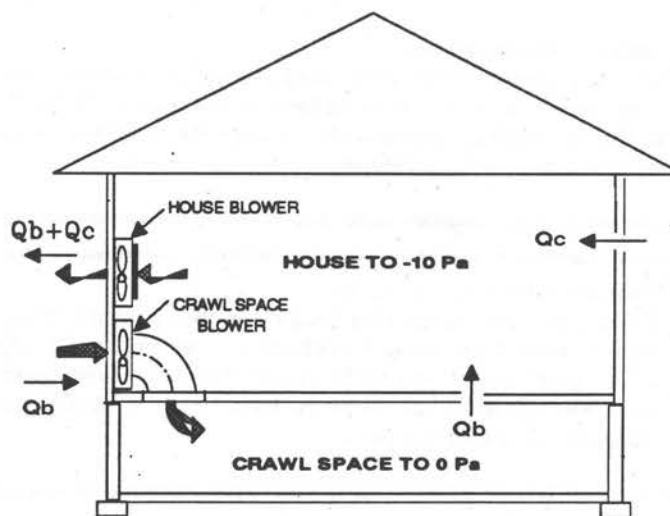 HOUSE BLOWER
Qb+Qc
Qc
HOUSE TO -10 Pa
CRAWL SPACE
BLOWER
Qb
Qb
CRAWL SPACE TO 0 Pa